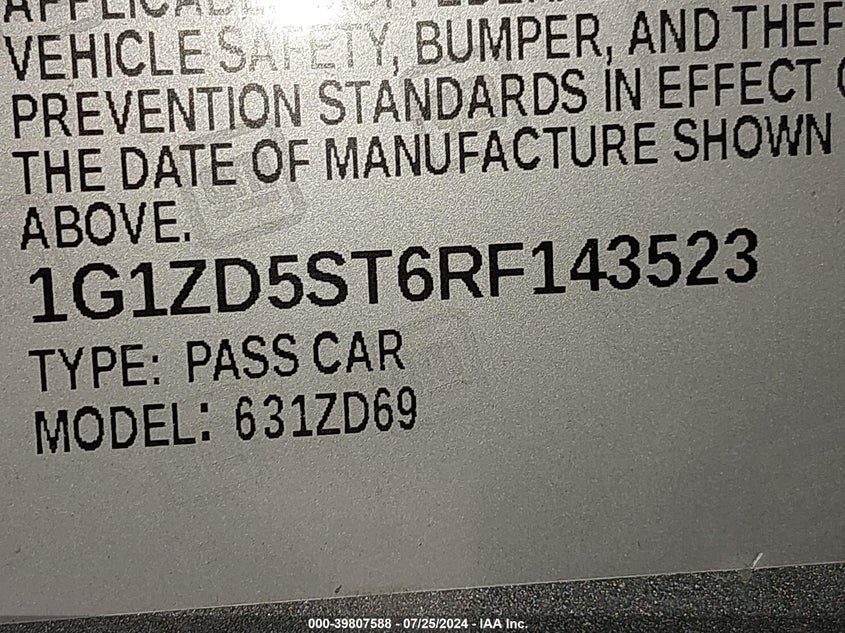 VEHICLE SAFETY, BUMPER, AND THEF
PREVENTION STANDARDS IN EFFECT
THE DATE OF MANUFACTURE SHOWN
ABOVE.
1G1ZD5ST6RF143523
TYPE: PASS CAR
MODEL: 631ZD69
000-39807588 - 07/25/2024 - IAA Inc.